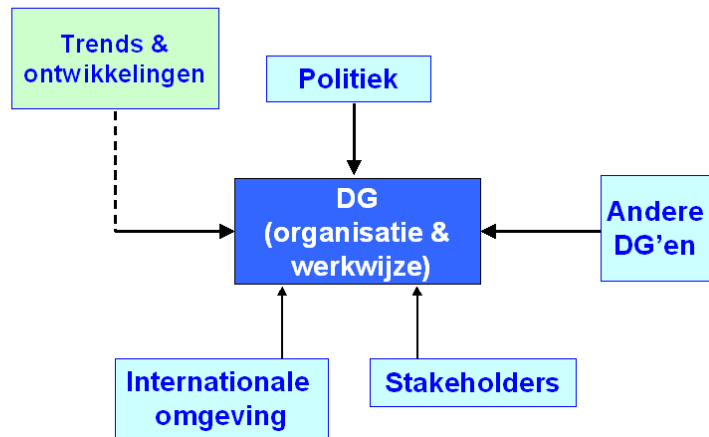 Trends &
ontwikkelingen
Politiek
DG
(organisatie &
werkwijze)
Andere
DG'en
Internationale
omgeving
Stakeholders